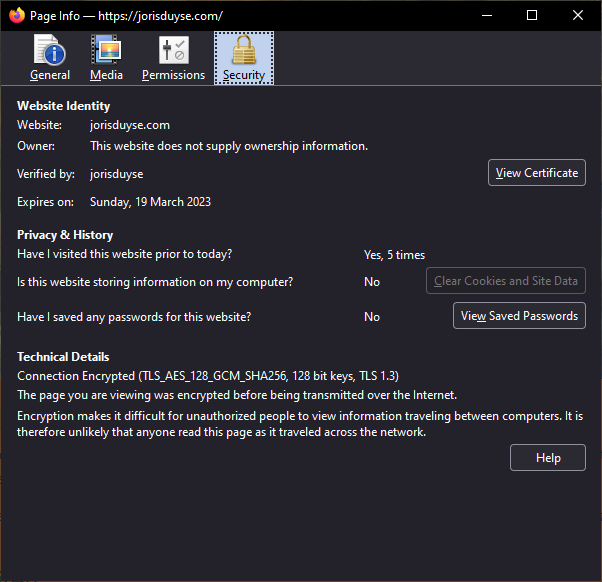 Page Info — https://jorisduyse.com/
General
Media
Permissions
Security
Website Identity
Website: jorisduyse.com
Owner: This website does not supply ownership information.
Verified by: jorisduyse
View Certificate
Expires on: Sunday, 19 March 2023
Privacy & History
Have I visited this website prior to today? Yes, 5 times
Is this website storing information on my computer? No
Clear Cookies and Site Data
Have I saved any passwords for this website? No
View Saved Passwords
Technical Details
Connection Encrypted (TLS_AES_128_GCM_SHA256, 128 bit keys, TLS 1.3)
The page you are viewing was encrypted before being transmitted over the Internet.
Encryption makes it difficult for unauthorized people to view information traveling between computers. It is
therefore unlikely that anyone read this page as it traveled across the network.
Help